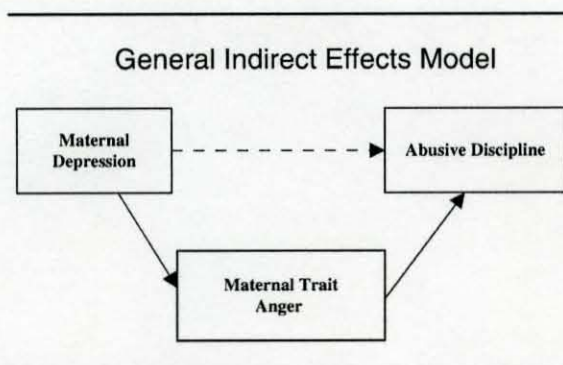 General Indirect Effects Model
Maternal
Depression
Abusive Discipline
Maternal Trait
Anger